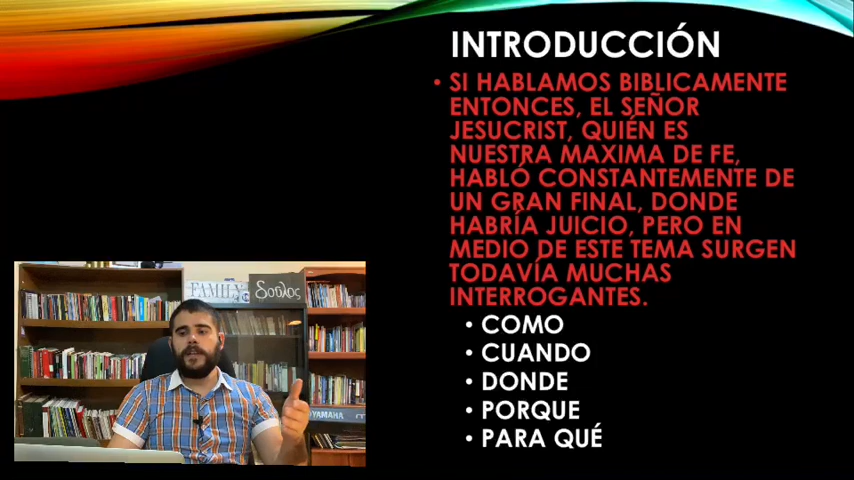 INTRODUCCIÓN
• SI HABLAMOS BIBLICAMENTE
ENTONCES, EL SEÑOR
JESUCRIST, QUIÉN ES
NUESTRA MAXIMA DE FE,
HABLÓ CONSTANTEMENTE DE
UN GRAN FINAL, DONDE
HABRÍA JUICIO, PERO EN
MEDIO DE ESTE TEMA SURGEN
TODAVÍA MUCHAS
INTERROGANTES.
• COMO
• CUANDO
• DONDE
• PORQUE
• PARA QUÉ
FAMILY
δοῦλος
YAMAHA